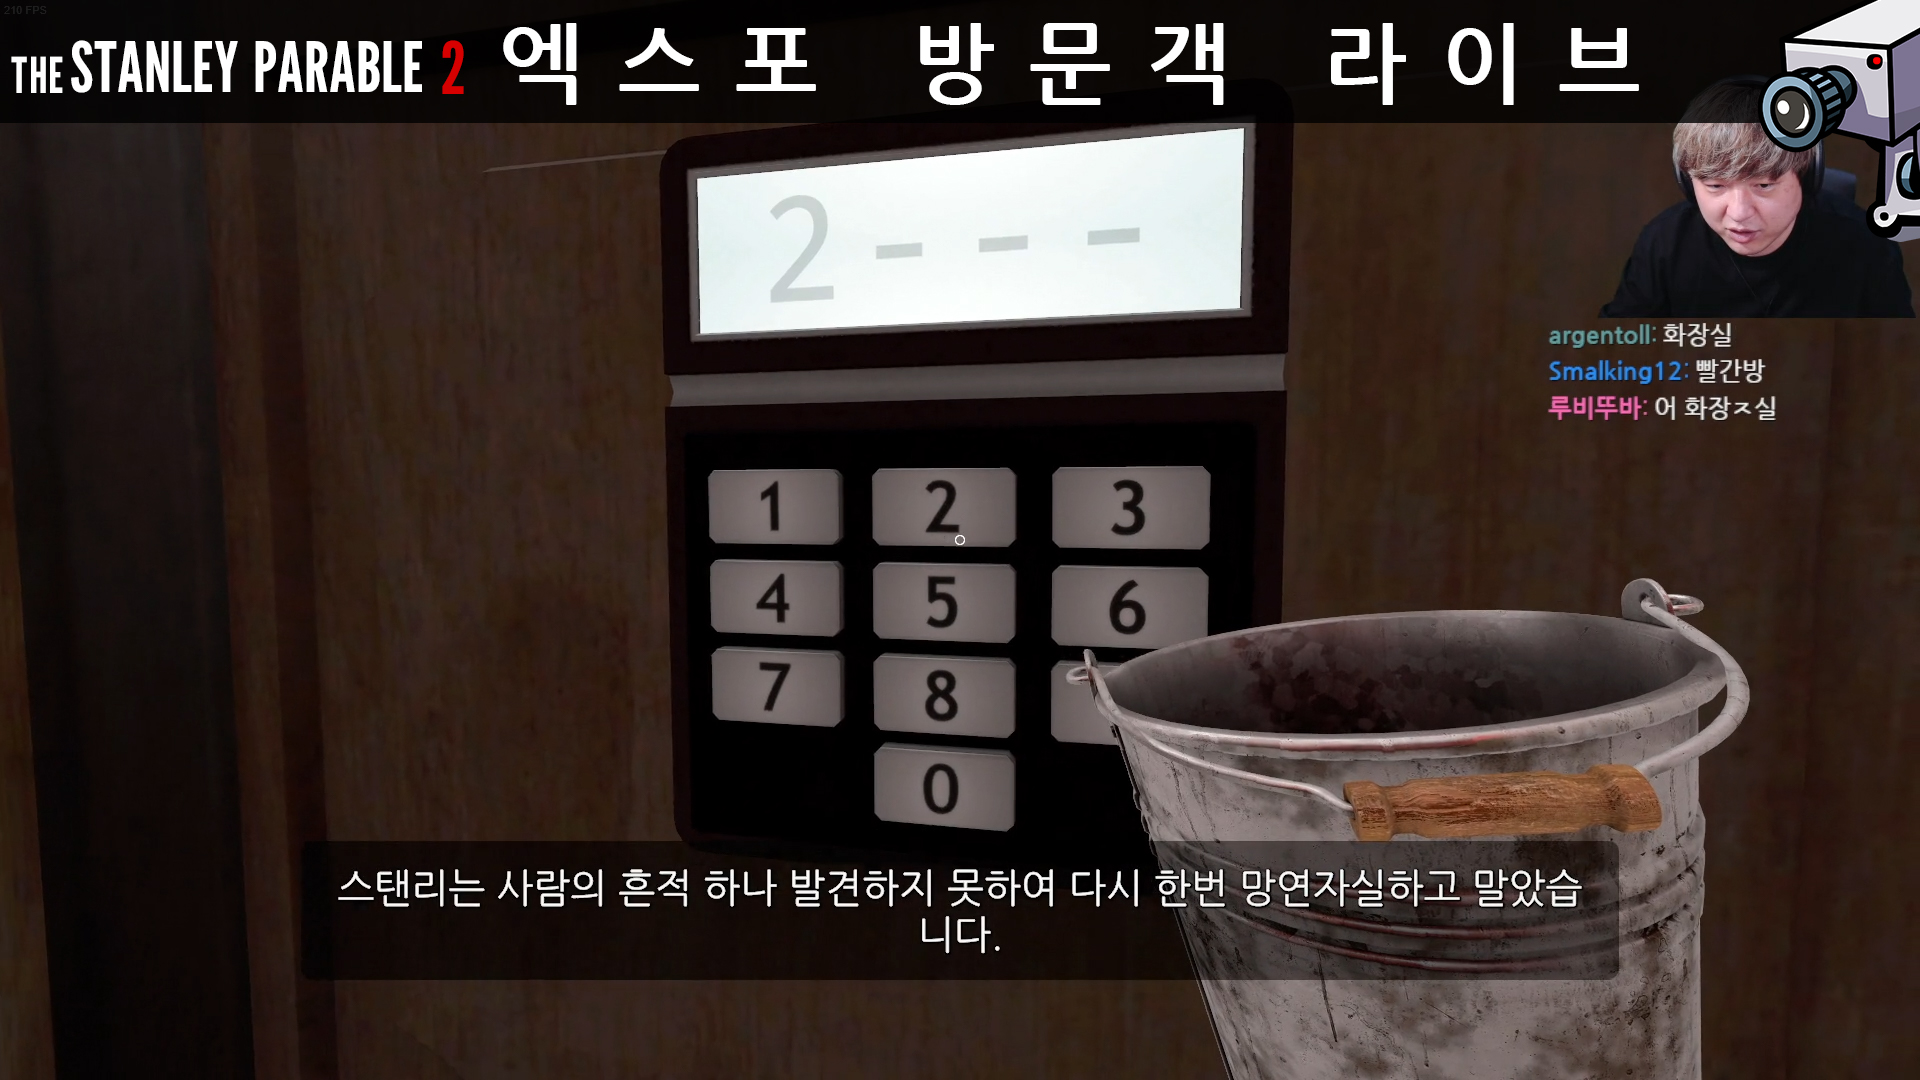 210 FPS
THE STANLEY PARABLE 2 엑스포 방문객 라이브
2 - - -
argentoll: 화장실
Smalking12: 빨간방
루비뚜바: 어 화장ㅈ실
1 2 3
4 5 6
7 8
0
스탠리는 사람의 흔적 하나 발견하지 못하여 다시 한번 망연자실하고 말았습
니다.